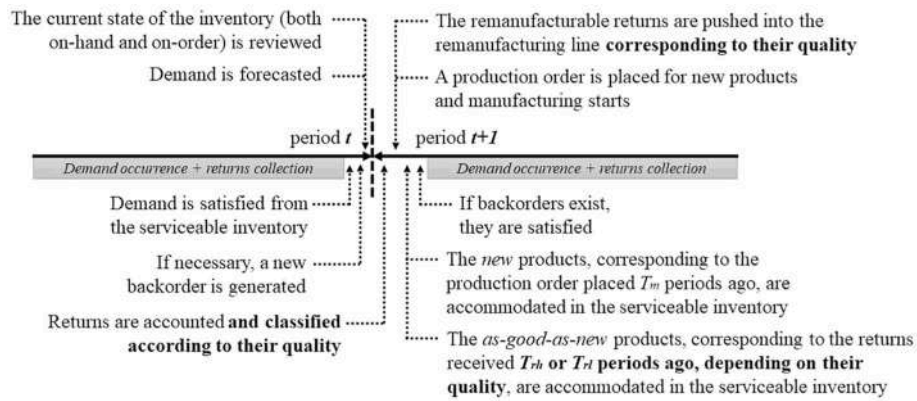 The current state of the inventory (both
on-hand and on-order) is reviewed
Demand is forecasted
The remanufacturable returns are pushed into the
remanufacturing line corresponding to their quality
A production order is placed for new products
and manufacturing starts
period t
period t+1
Demand occurrence + returns collection
Demand occurrence + returns collection
Demand is satisfied from
the serviceable inventory
If necessary, a new
backorder is generated
Returns are accounted and classified
according to their quality
If backorders exist,
they are satisfied
The new products, corresponding to the
production order placed Tm periods ago, are
accommodated in the serviceable inventory
The as-good-as-new products, corresponding to the returns
received Trh or Trl periods ago, depending on their
quality, are accommodated in the serviceable inventory